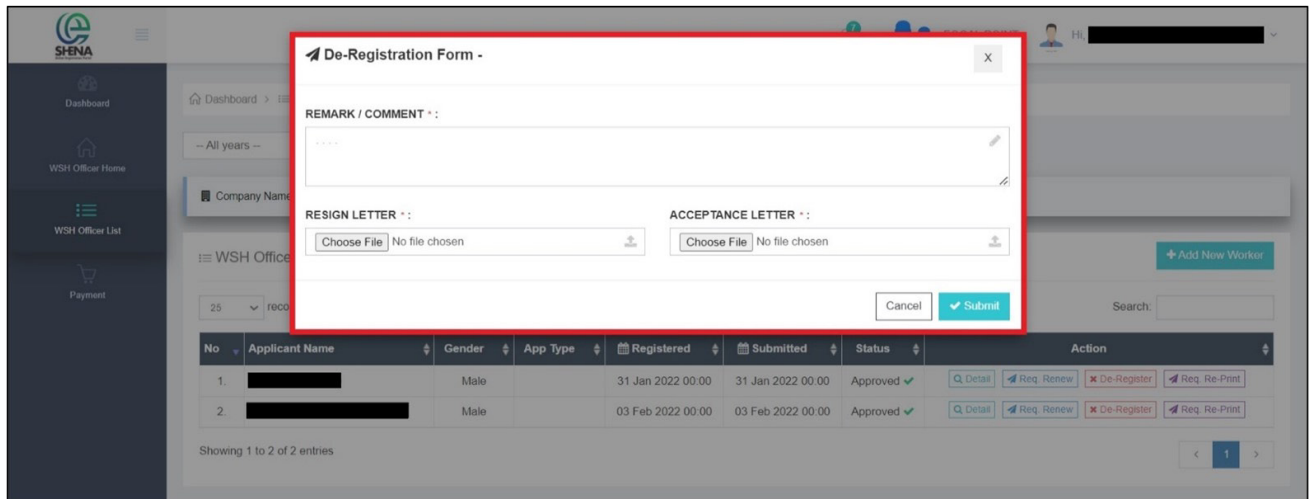 SHENA
7
Hi,
De-Registration Form -
X
Dashboard
Dashboard >
REMARK / COMMENT * :
. . . .
-- All years --
WSH Officer Home
Company Name
RESIGN LETTER * :
ACCEPTANCE LETTER * :
WSH Officer List
Choose File No file chosen
Choose File No file chosen
WSH Office
+ Add New Worker
Payment
Cancel
Submit
25
reco
Search:
No Applicant Name Gender App Type Registered Submitted Status Action
1. Male 31 Jan 2022 00:00 31 Jan 2022 00:00 Approved Detail Req. Renew De-Register Req. Re-Print
2. Male 03 Feb 2022 00:00 03 Feb 2022 00:00 Approved Detail Req. Renew De-Register Req. Re-Print
Showing 1 to 2 of 2 entries
< 1 >